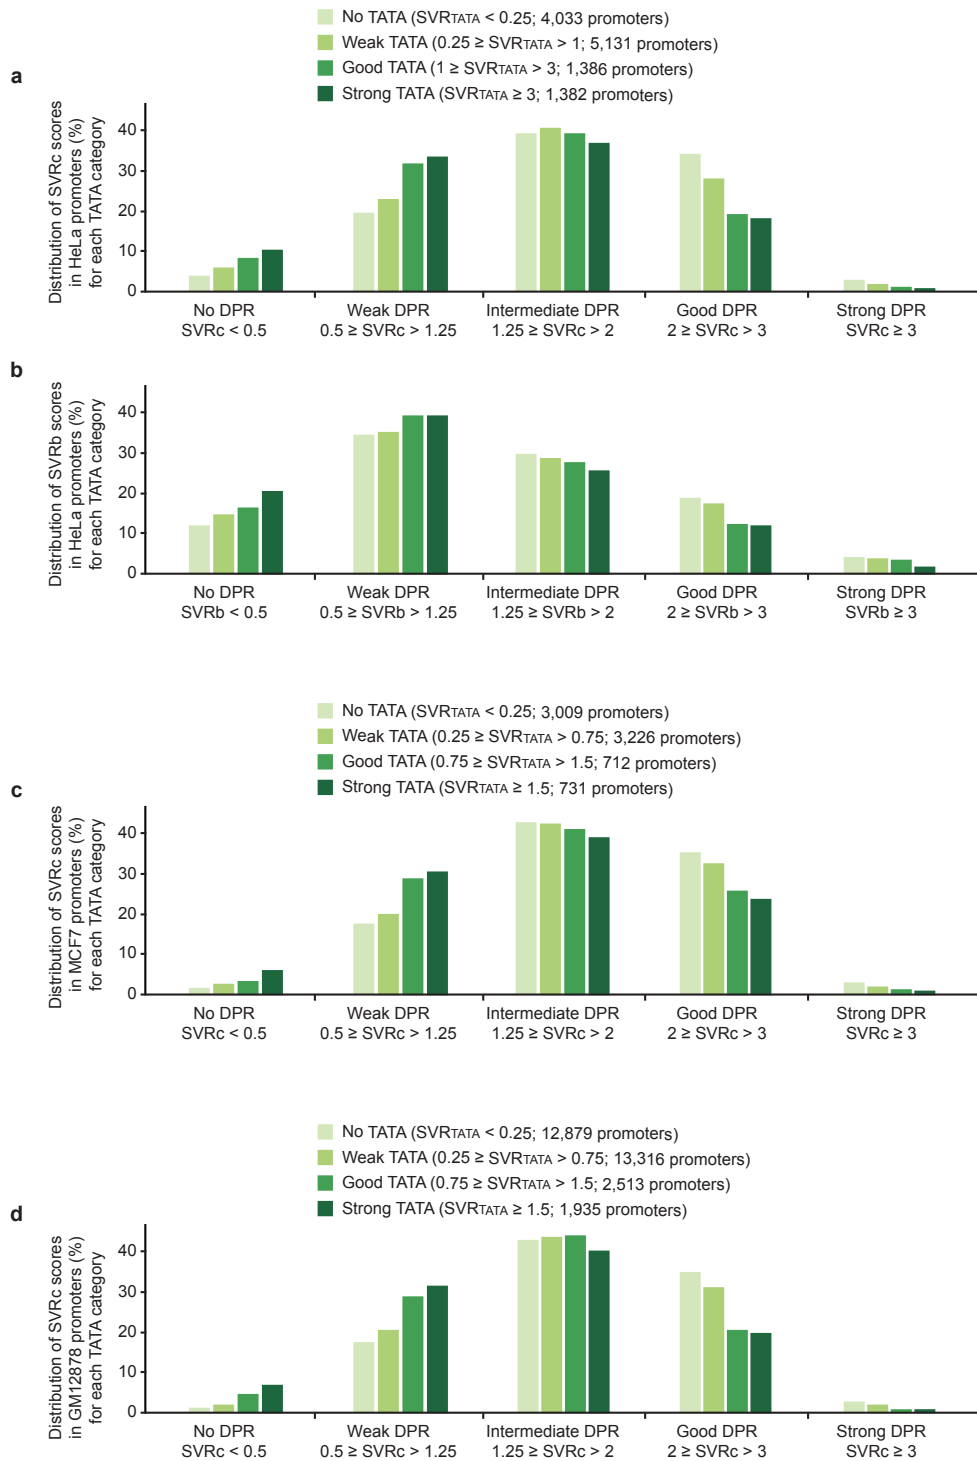 No TATA (SVRTATA < 0.25; 4,033 promoters)
Weak TATA (0.25 ≥ SVRTATA > 1; 5,131 promoters)
Good TATA (1 ≥ SVRTATA > 3; 1,386 promoters)
Strong TATA (SVRTATA ≥ 3; 1,382 promoters)
a
Distribution of SVRc scores
in HeLa promoters (%)
for each TATA category
40
30
20
10
0
No DPR
SVRc < 0.5
Weak DPR
0.5 ≥ SVRc > 1.25
Intermediate DPR
1.25 ≥ SVRc > 2
Good DPR
2 ≥ SVRc > 3
Strong DPR
SVRc ≥ 3
b
Distribution of SVRb scores
in HeLa promoters (%)
for each TATA category
40
30
20
10
0
No DPR
SVRb < 0.5
Weak DPR
0.5 ≥ SVRb > 1.25
Intermediate DPR
1.25 ≥ SVRb > 2
Good DPR
2 ≥ SVRb > 3
Strong DPR
SVRb ≥ 3
No TATA (SVRTATA < 0.25; 3,009 promoters)
Weak TATA (0.25 ≥ SVRTATA > 0.75; 3,226 promoters)
Good TATA (0.75 ≥ SVRTATA > 1.5; 712 promoters)
Strong TATA (SVRTATA ≥ 1.5; 731 promoters)
c
Distribution of SVRc scores
in MCF7 promoters (%)
for each TATA category
40
30
20
10
0
No DPR
SVRc < 0.5
Weak DPR
0.5 ≥ SVRc > 1.25
Intermediate DPR
1.25 ≥ SVRc > 2
Good DPR
2 ≥ SVRc > 3
Strong DPR
SVRc ≥ 3
No TATA (SVRTATA < 0.25; 12,879 promoters)
Weak TATA (0.25 ≥ SVRTATA > 0.75; 13,316 promoters)
Good TATA (0.75 ≥ SVRTATA > 1.5; 2,513 promoters)
Strong TATA (SVRTATA ≥ 1.5; 1,935 promoters)
d
Distribution of SVRc scores
in GM12878 promoters (%)
for each TATA category
40
30
20
10
0
No DPR
SVRc < 0.5
Weak DPR
0.5 ≥ SVRc > 1.25
Intermediate DPR
1.25 ≥ SVRc > 2
Good DPR
2 ≥ SVRc > 3
Strong DPR
SVRc ≥ 3